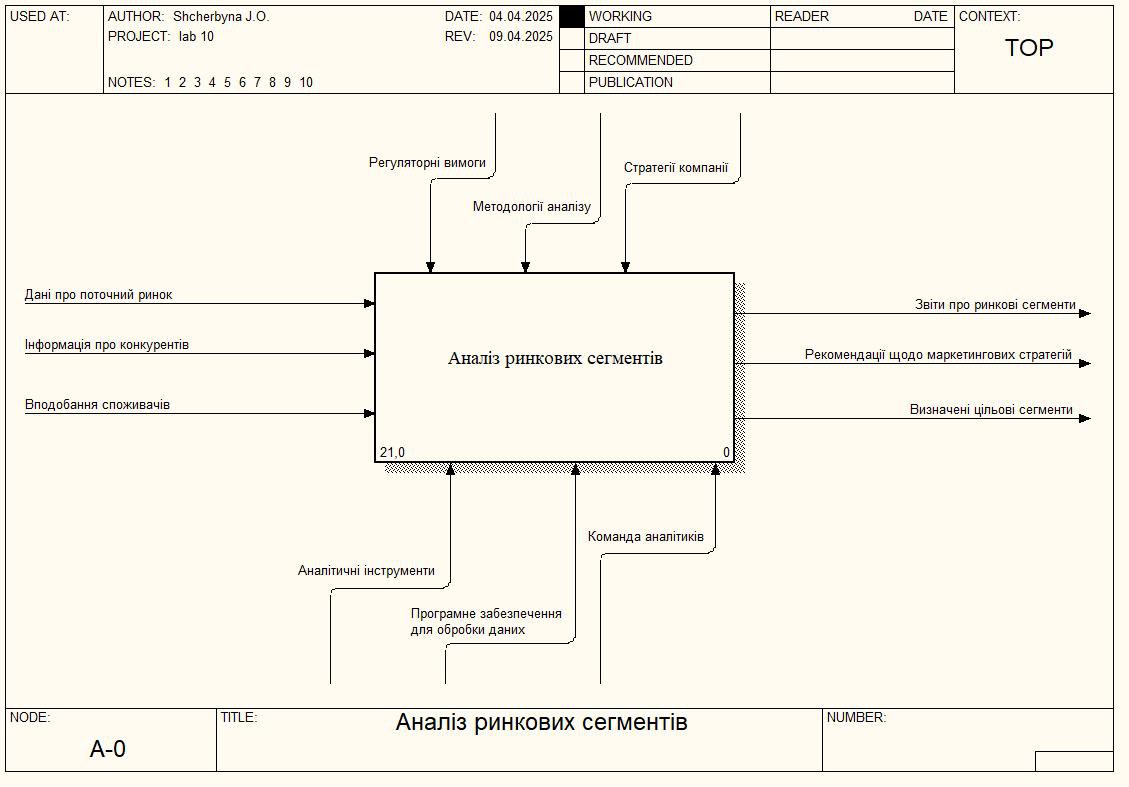 USED AT:
AUTHOR: Shcherbyna J.O.
DATE: 04.04.2025
PROJECT: lab 10
REV: 09.04.2025
NOTES: 1 2 3 4 5 6 7 8 9 10
WORKING
DRAFT
RECOMMENDED
PUBLICATION
READER DATE
CONTEXT:
TOP
Регуляторні вимоги
Стратегії компанії
Методології аналізу
Дані про поточний ринок
Інформація про конкурентів
Вподобання споживачів
Аналіз ринкових сегментів
21,0
0
Звіти про ринкові сегменти
Рекомендації щодо маркетингових стратегій
Визначені цільові сегменти
Команда аналітиків
Аналітичні інструменти
Програмне забезпечення
для обробки даних
NODE:
A-0
TITLE:
Аналіз ринкових сегментів
NUMBER: